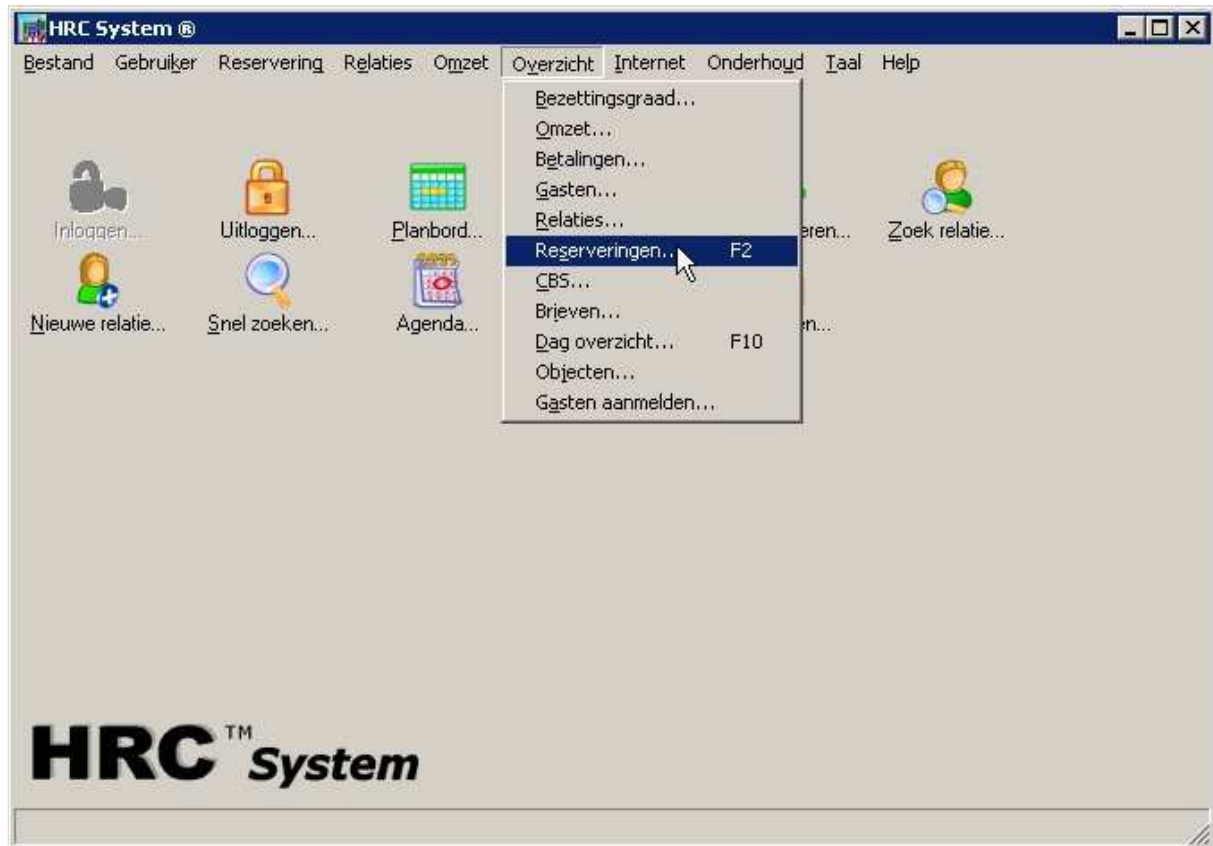 HRC System ®
Bestand Gebruiker Reservering Relaties Omzet Overzicht Internet Onderhoud Taal Help
Bezettingsgraad...
Omzet...
Betalingen...
Gasten...
Relaties...
Reserveringen... F2
CBS...
Brieven...
Dag overzicht... F10
Objecten...
Gasten aanmelden...
Inloggen... Uitloggen... Planbord... Zoek relatie...
Nieuwe relatie... Snel zoeken... Agenda...
HRC™ System